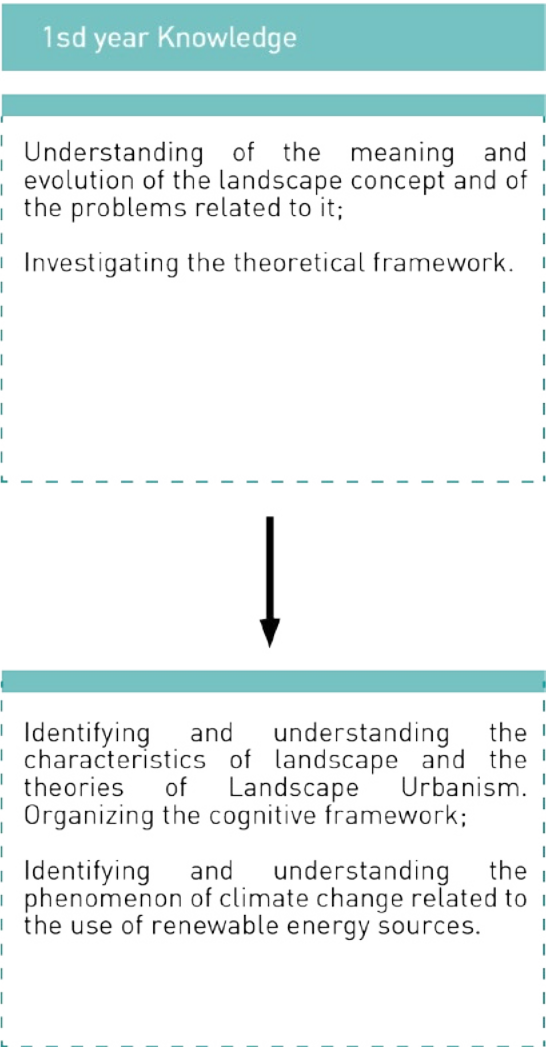 1sd year Knowledge
Understanding of the meaning and
evolution of the landscape concept and of
the problems related to it;
Investigating the theoretical framework.
Identifying and understanding the
characteristics of landscape and the
theories of Landscape Urbanism.
Organizing the cognitive framework;
Identifying and understanding the
phenomenon of climate change related to
the use of renewable energy sources.